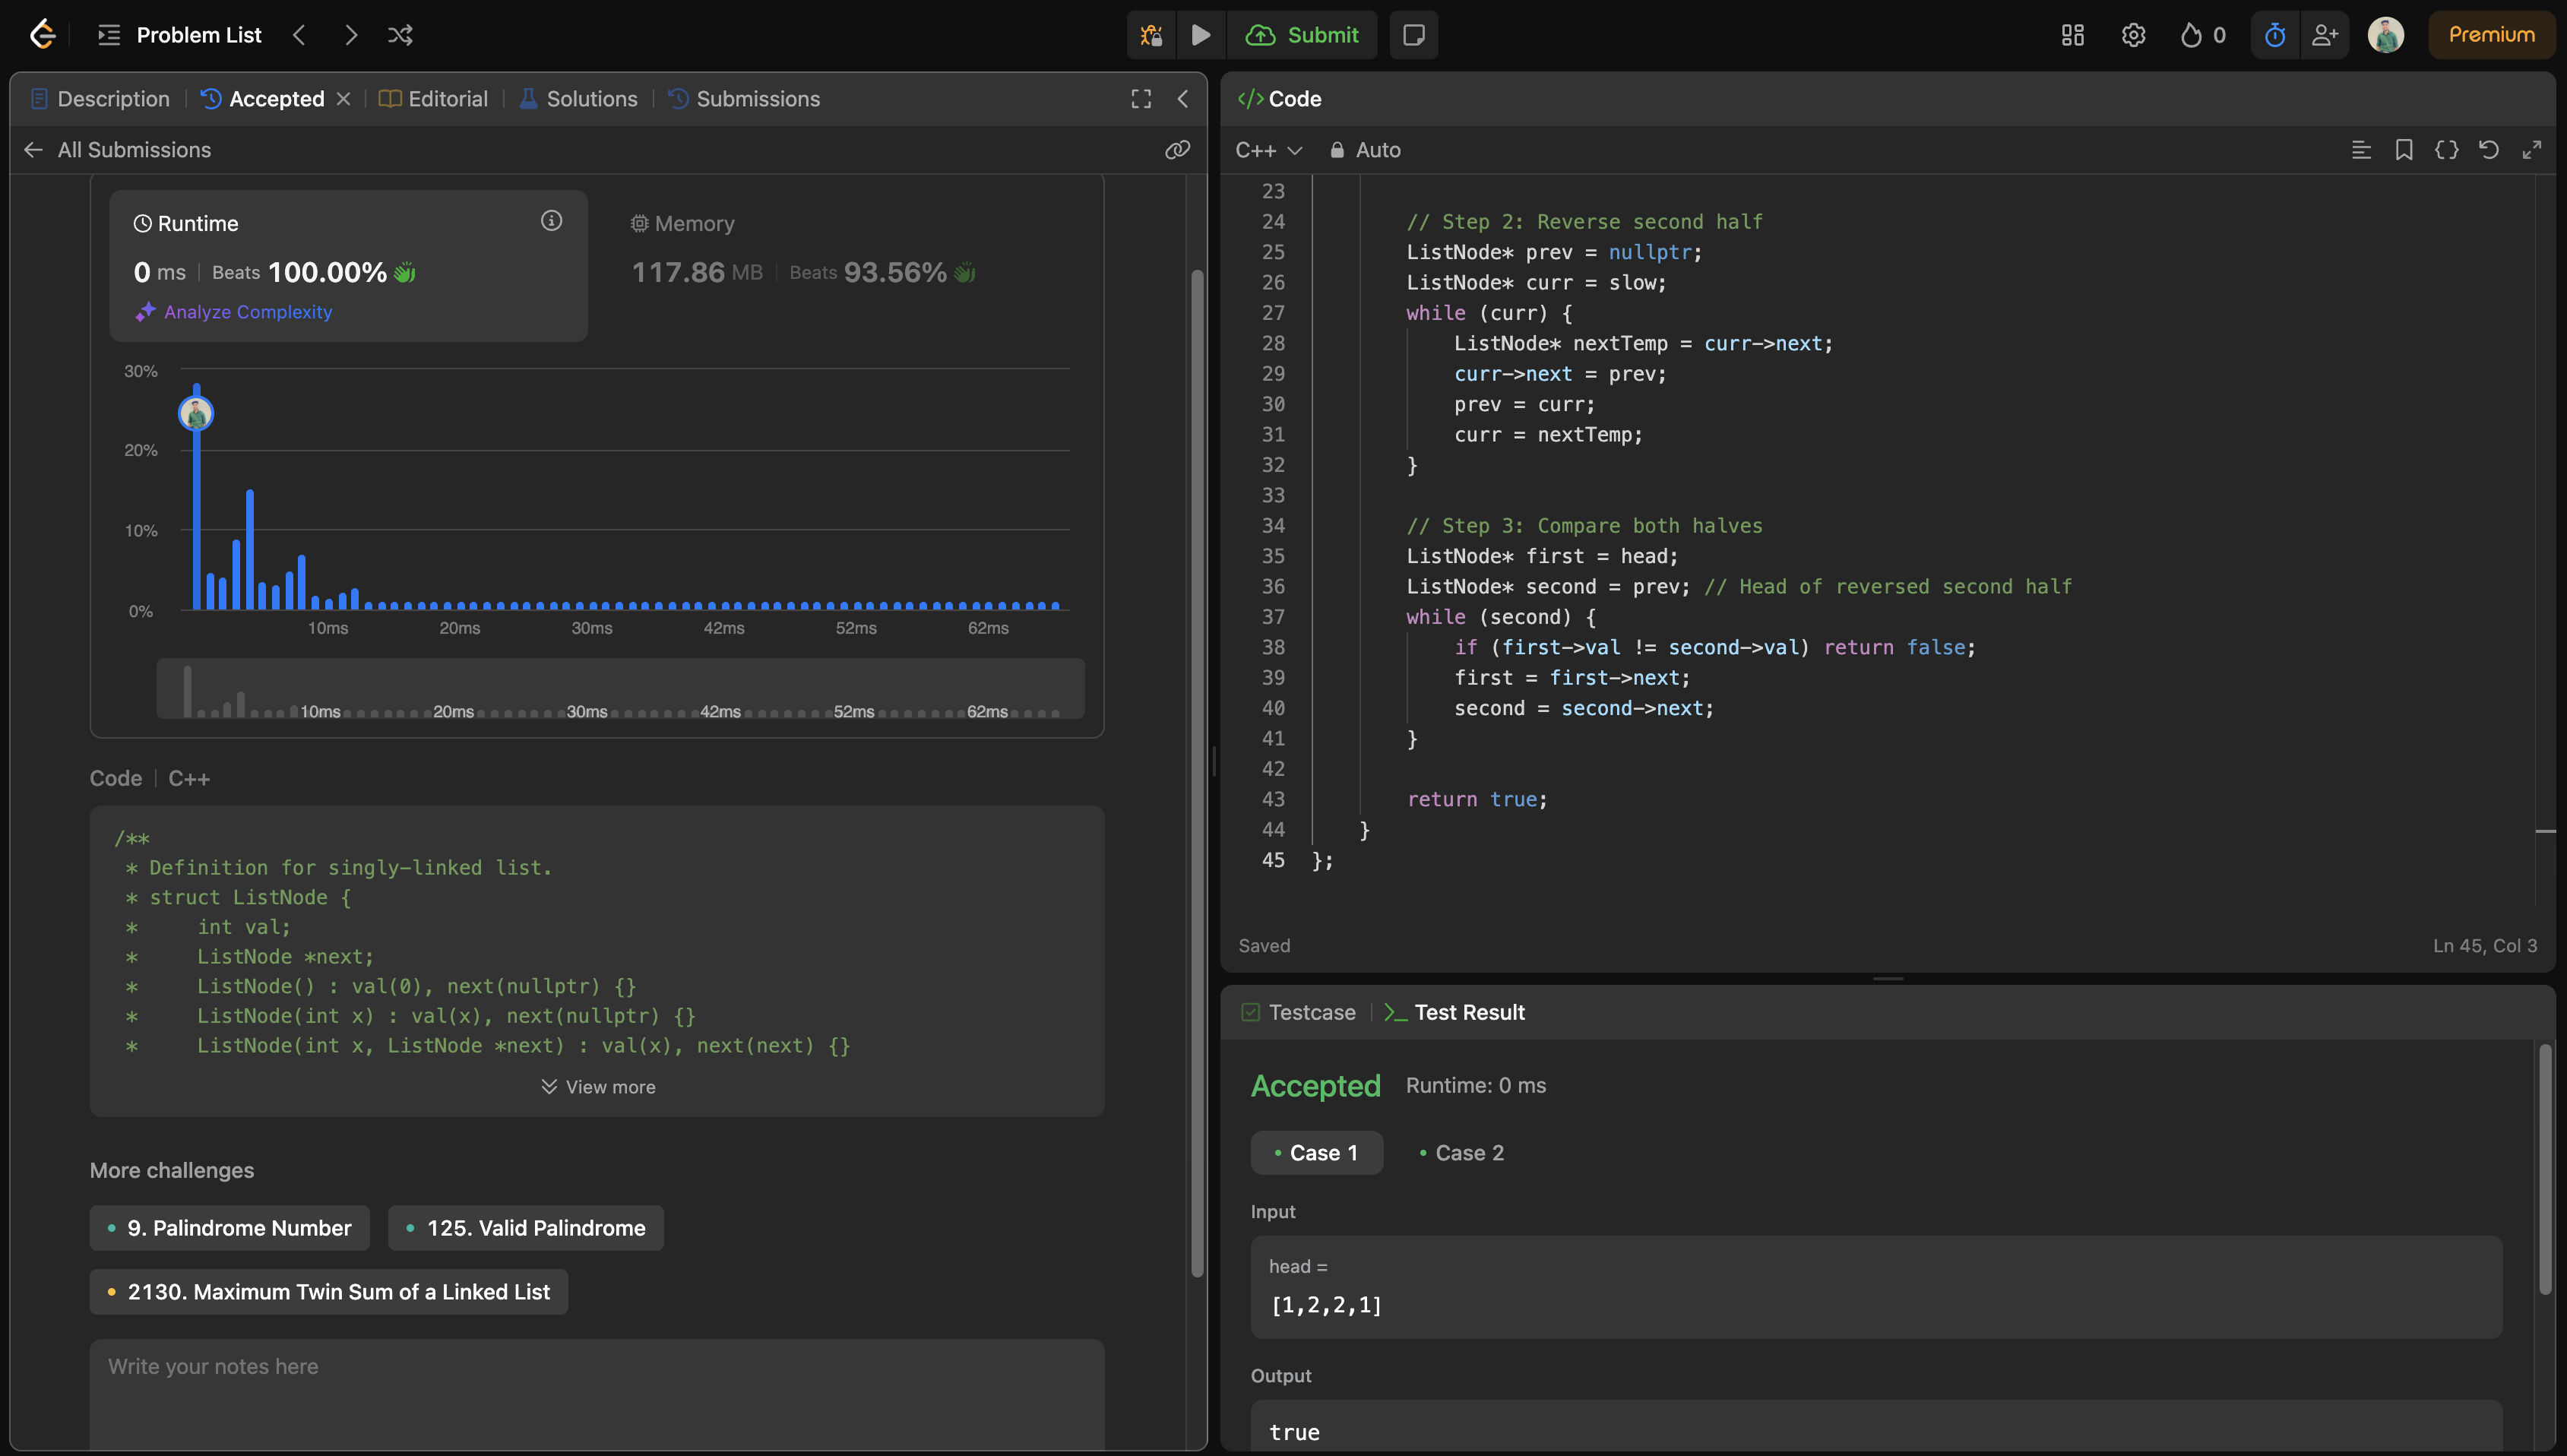 Problem List
Submit
0
Premium
Description
Accepted
Editorial
Solutions
Submissions
All Submissions
Runtime
0 ms
Beats 100.00%
Analyze Complexity
Memory
117.86 MB
Beats 93.56%
30%
20%
10%
0%
10ms 20ms 30ms 42ms 52ms 62ms
10ms 20ms 30ms 42ms 52ms 62ms
Code
C++
/**
 * Definition for singly-linked list.
 * struct ListNode {
 *     int val;
 *     ListNode *next;
 *     ListNode() : val(0), next(nullptr) {}
 *     ListNode(int x) : val(x), next(nullptr) {}
 *     ListNode(int x, ListNode *next) : val(x), next(next) {}
View more
More challenges
9. Palindrome Number
125. Valid Palindrome
2130. Maximum Twin Sum of a Linked List
Write your notes here
</> Code
C++
Auto
23
24 // Step 2: Reverse second half
25 ListNode* prev = nullptr;
26 ListNode* curr = slow;
27 while (curr) {
28 ListNode* nextTemp = curr->next;
29 curr->next = prev;
30 prev = curr;
31 curr = nextTemp;
32 }
33
34 // Step 3: Compare both halves
35 ListNode* first = head;
36 ListNode* second = prev; // Head of reversed second half
37 while (second) {
38 if (first->val != second->val) return false;
39 first = first->next;
40 second = second->next;
41 }
42
43 return true;
44 }
45 };
Saved
Ln 45, Col 3
Testcase
Test Result
Accepted
Runtime: 0 ms
Case 1
Case 2
Input
head =
[1,2,2,1]
Output
true